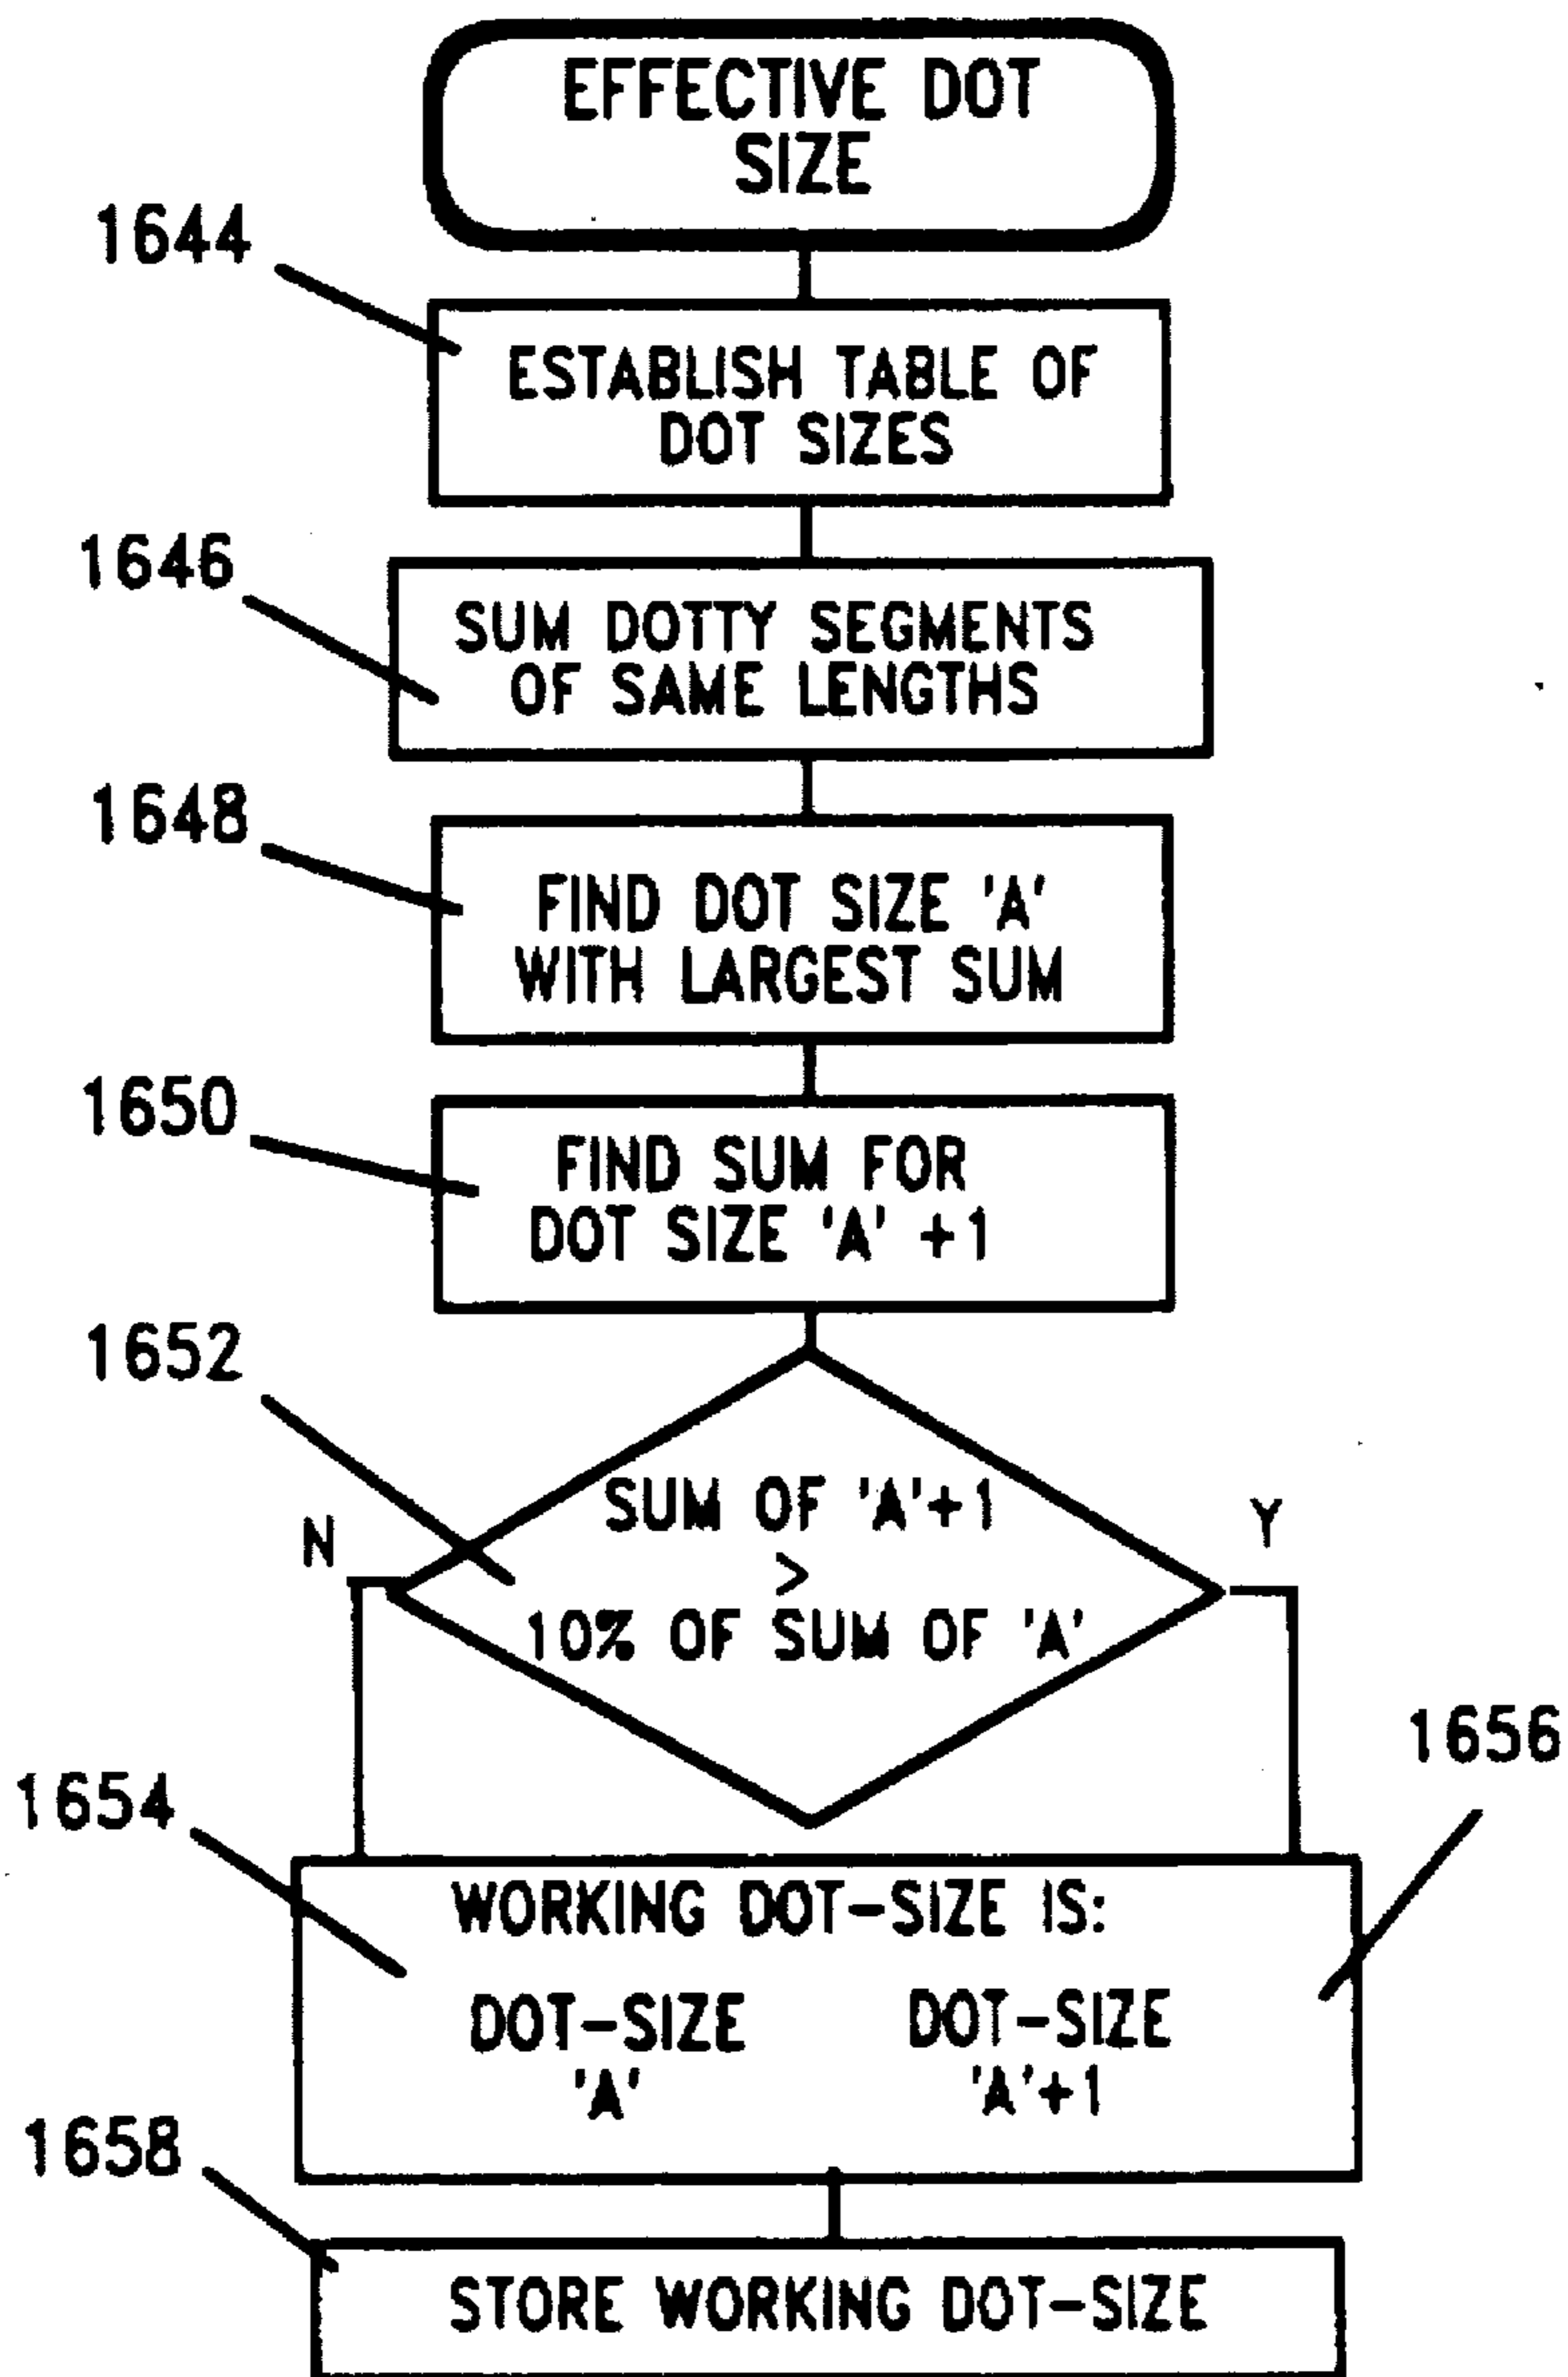 EFFECTIVE DOT
SIZE
1644
ESTABLISH TABLE OF
DOT SIZES
1646
SUM DOTTY SEGMENTS
OF SAME LENGTHS
1648
FIND DOT SIZE 'A'
WITH LARGEST SUM
1650
FIND SUM FOR
DOT SIZE 'A' +1
1652
SUM OF 'A'+1
>
10% OF SUM OF 'A'
N
Y
1654
1656
WORKING DOT-SIZE IS:
DOT-SIZE
'A'
DOT-SIZE
'A'+1
1658
STORE WORKING DOT-SIZE